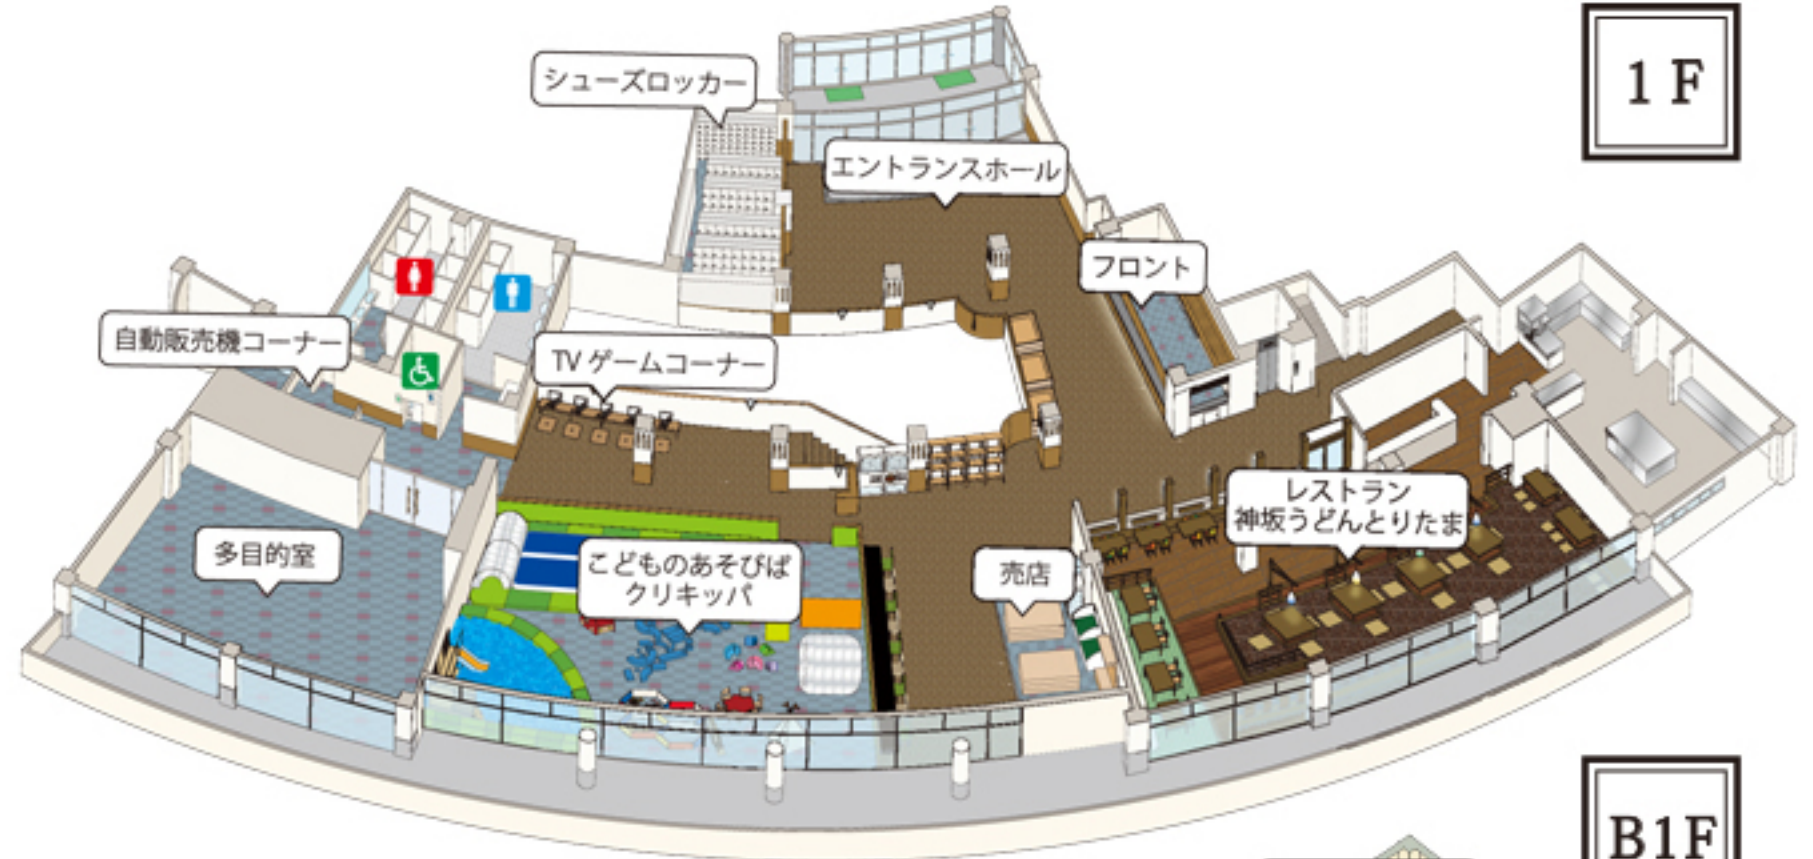 1F
シューズロッカー
エントランスホール
フロント
自動販売機コーナー
TVゲームコーナー
レストラン
神坂うどんとりたま
多目的室
こどものあそびば
クリキッパ
売店
B1F